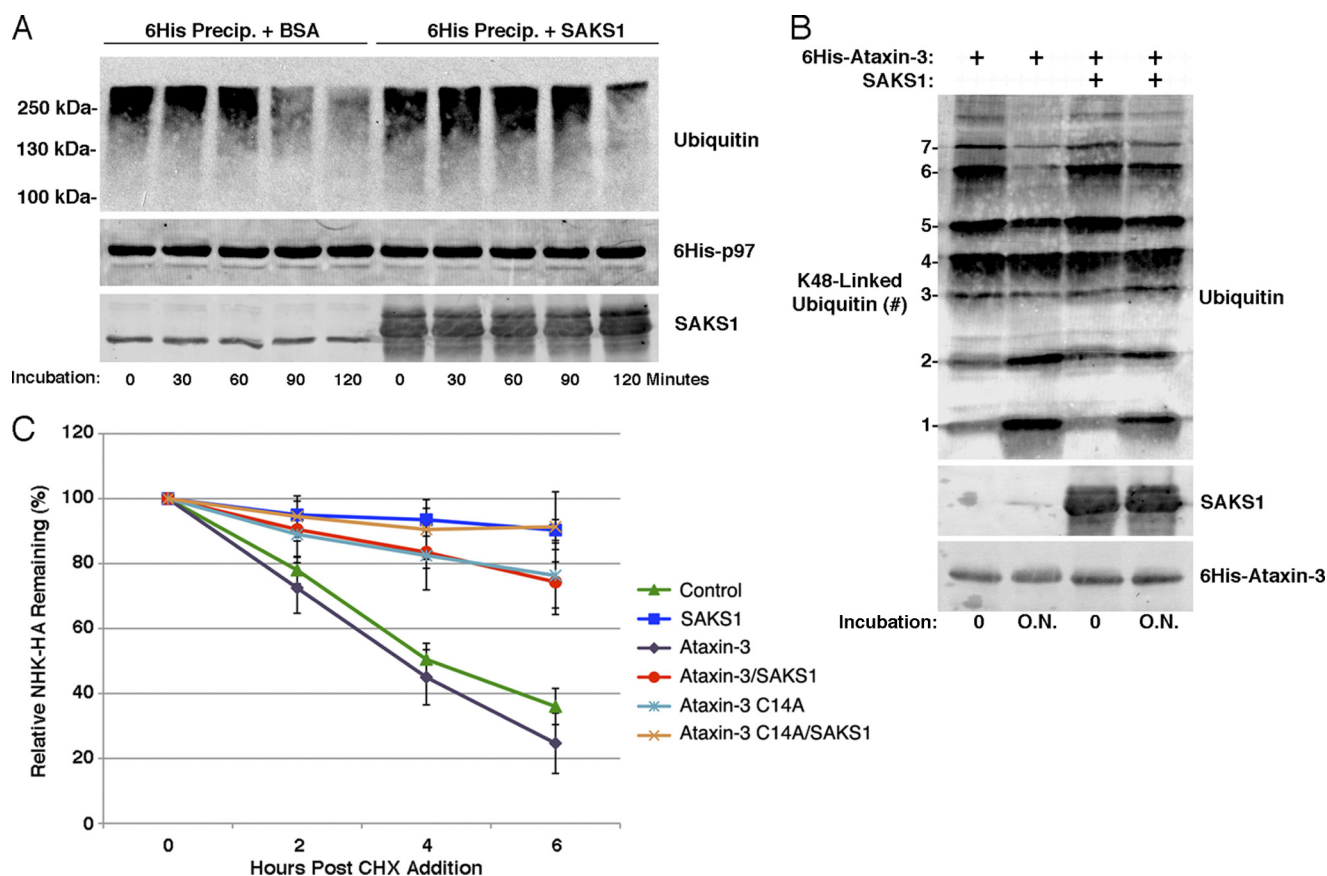 A
6His Precip. + BSA
6His Precip. + SAKS1
250 kDa-
130 kDa-
100 kDa-
Ubiquitin
6His-p97
SAKS1
Incubation: 0 30 60 90 120 0 30 60 90 120 Minutes
B
6His-Ataxin-3: + + + +
SAKS1: + +
7-
6-
5-
4-
3-
2-
1-
K48-Linked
Ubiquitin (#)
Ubiquitin
SAKS1
6His-Ataxin-3
Incubation: 0 O.N. 0 O.N.
C
Relative NHK-HA Remaining (%)
120
100
80
60
40
20
0
0 2 4 6
Hours Post CHX Addition
Control
SAKS1
Ataxin-3
Ataxin-3/SAKS1
Ataxin-3 C14A
Ataxin-3 C14A/SAKS1